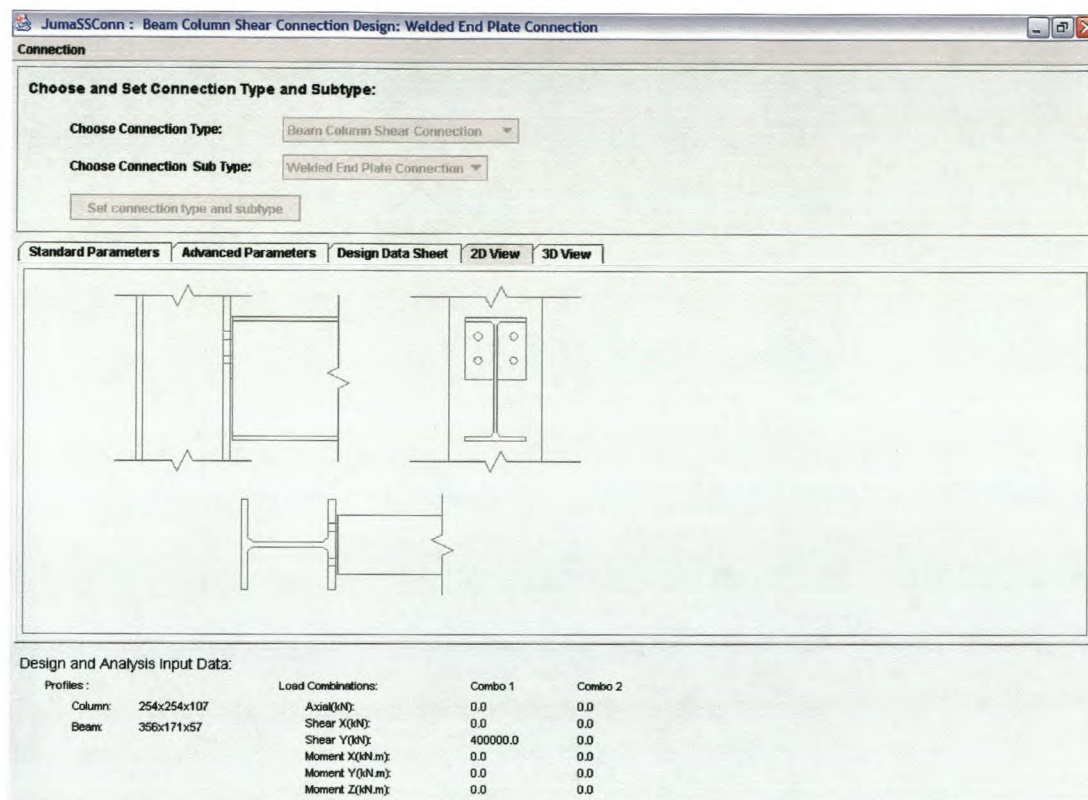 JumaSSConn : Beam Column Shear Connection Design: Welded End Plate Connection
Connection
Choose and Set Connection Type and Subtype:
Choose Connection Type: Beam Column Shear Connection
Choose Connection Sub Type: Welded End Plate Connection
Set connection type and subtype
Standard Parameters Advanced Parameters Design Data Sheet 2D View 3D View
Design and Analysis Input Data:
Profiles : Load Combinations: Combo 1 Combo 2
Column: 254x254x107 Axial(kN): 0.0 0.0
Beam: 356x171x57 Shear X(kN): 0.0 0.0
Shear Y(kN): 400000.0 0.0
Moment X(kN.m): 0.0 0.0
Moment Y(kN.m): 0.0 0.0
Moment Z(kN.m): 0.0 0.0